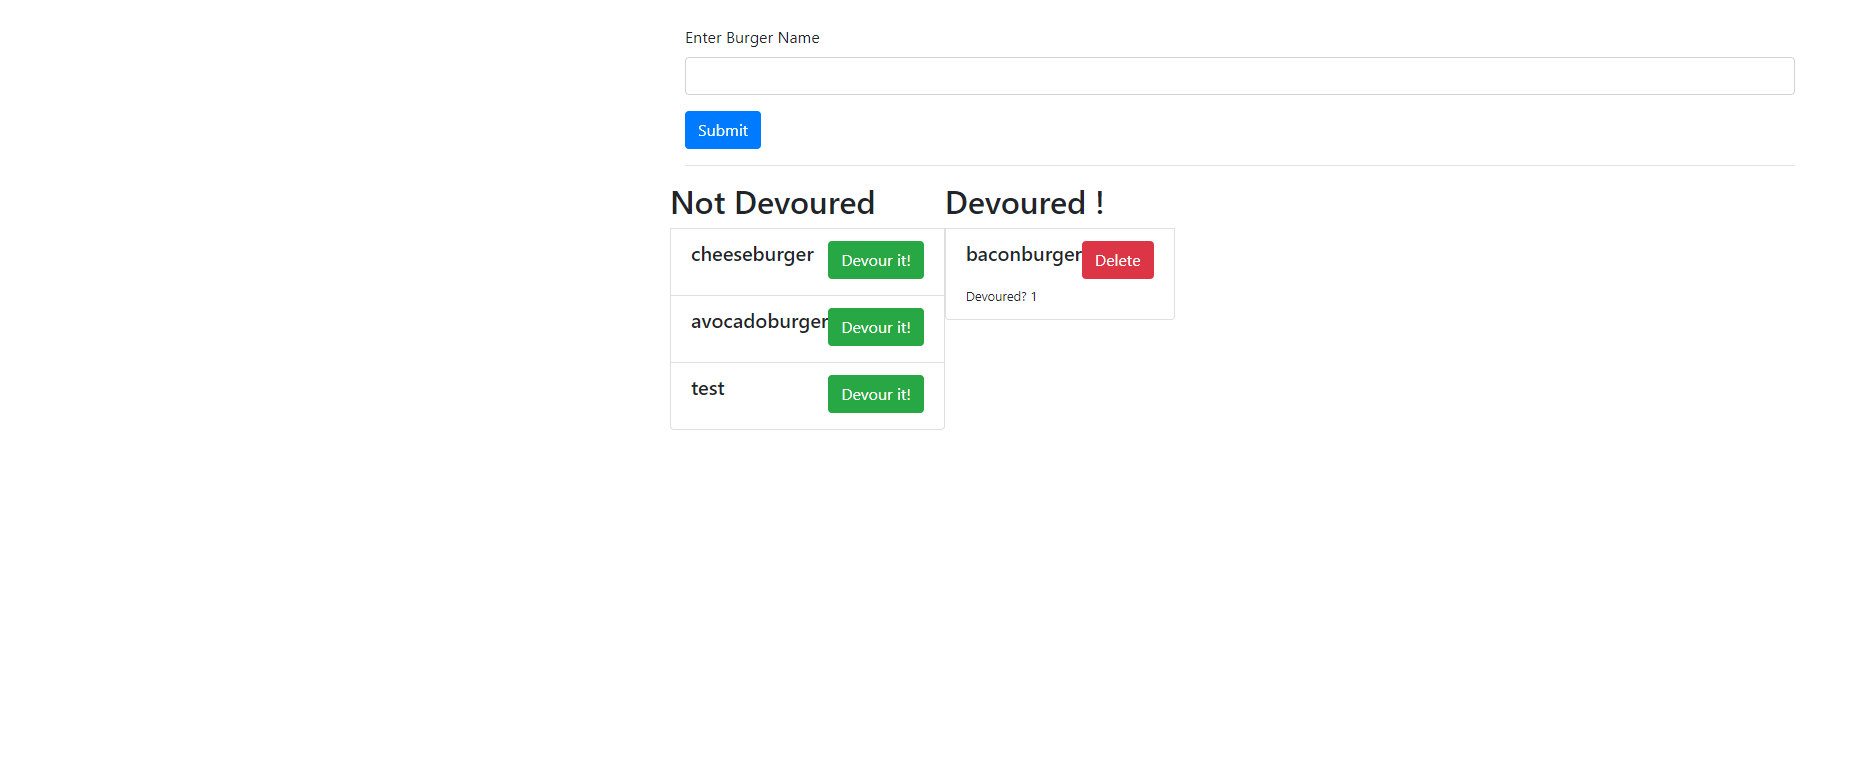 Enter Burger Name
Submit
Not Devoured
cheeseburger Devour it!
avocadoburger Devour it!
test Devour it!
Devoured !
baconburger Delete
Devoured? 1